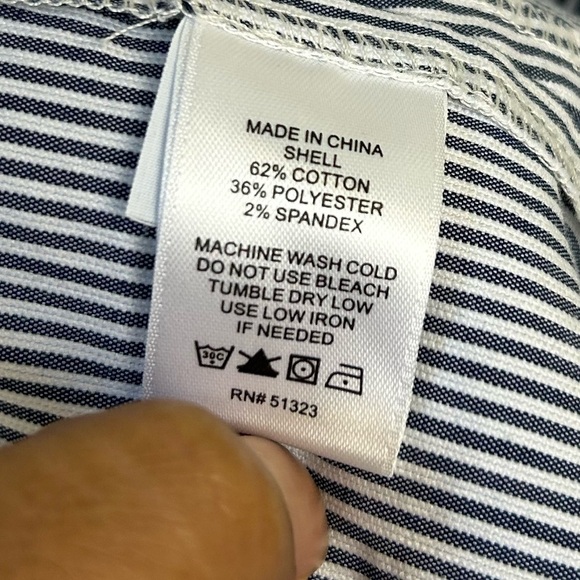 MADE IN CHINA
SHELL
62% COTTON
36% POLYESTER
2% SPANDEX
MACHINE WASH COLD
DO NOT USE BLEACH
TUMBLE DRY LOW
USE LOW IRON
IF NEEDED
30C
RN# 51323